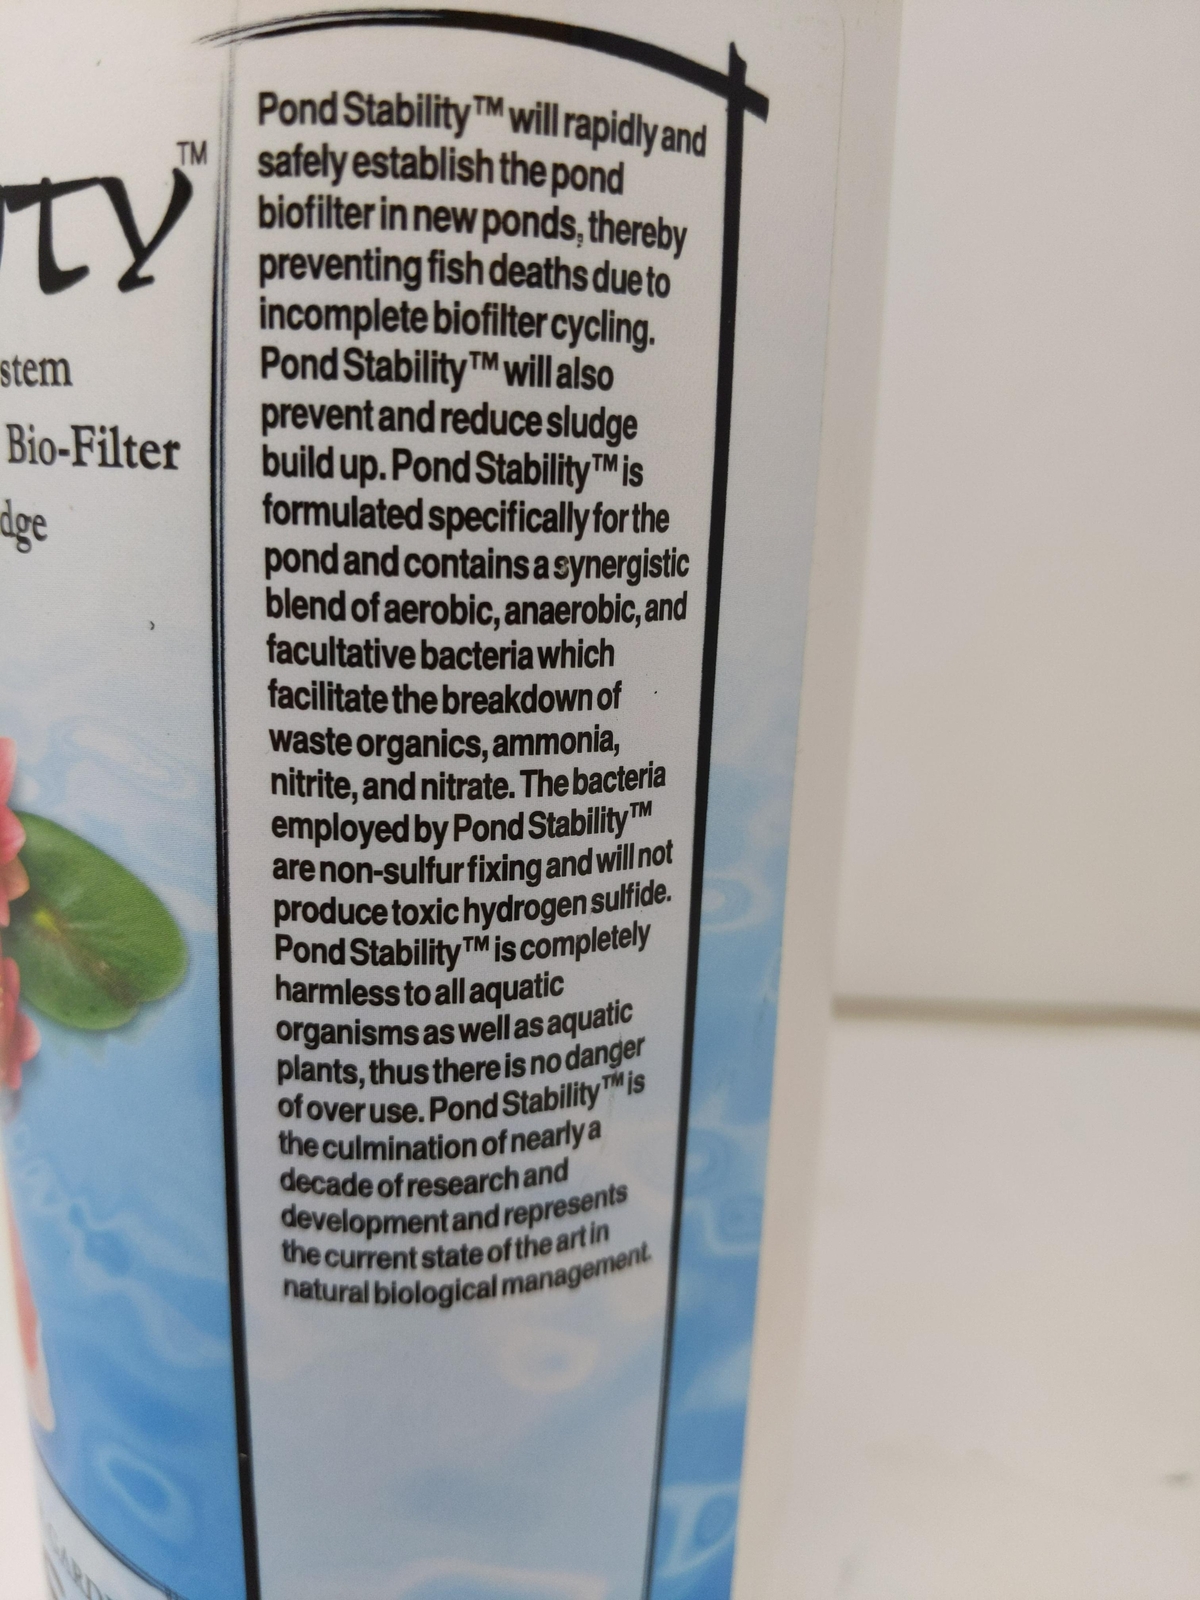 TM
stem
Bio-Filter
dge
Pond Stability™ will rapidly and
safely establish the pond
biofilter in new ponds, thereby
preventing fish deaths due to
incomplete biofilter cycling.
Pond Stability™ will also
prevent and reduce sludge
build up. Pond Stability™ is
formulated specifically for the
pond and contains a synergistic
blend of aerobic, anaerobic, and
facultative bacteria which
facilitate the breakdown of
waste organics, ammonia,
nitrite, and nitrate. The bacteria
employed by Pond Stability™
are non-sulfur fixing and will not
produce toxic hydrogen sulfide.
Pond Stability™ is completely
harmless to all aquatic
organisms as well as aquatic
plants, thus there is no danger
of over use. Pond Stability™ is
the culmination of nearly a
decade of research and
development and represents
the current state of the art in
natural biological management.